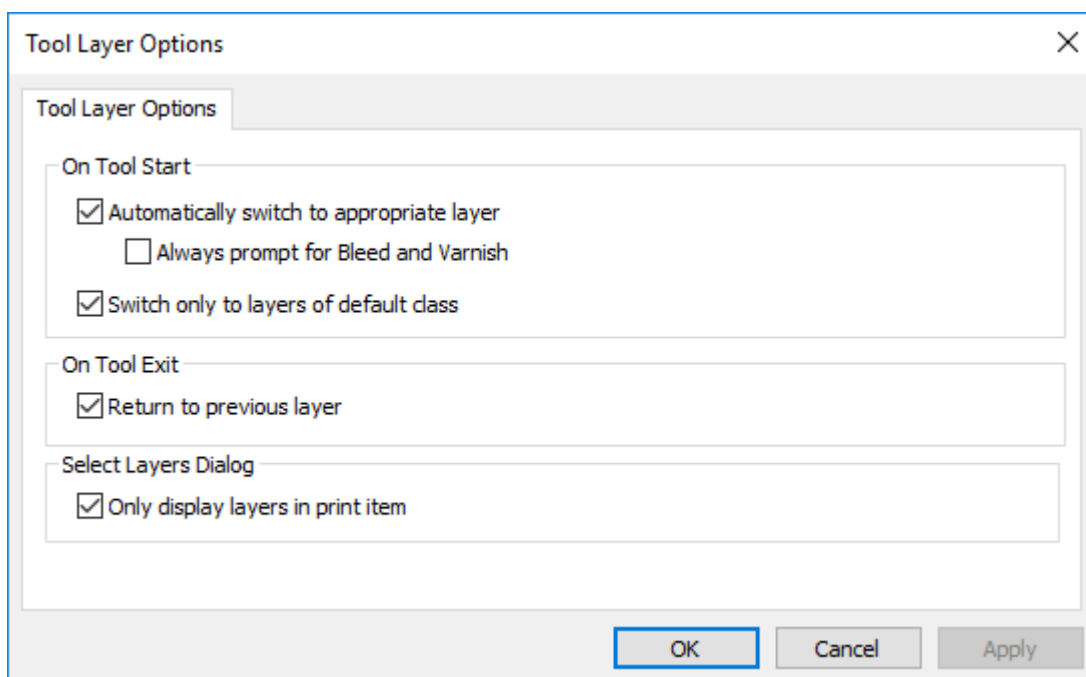 Tool Layer Options
Tool Layer Options
On Tool Start
Automatically switch to appropriate layer
Always prompt for Bleed and Varnish
Switch only to layers of default class
On Tool Exit
Return to previous layer
Select Layers Dialog
Only display layers in print item
OK Cancel Apply